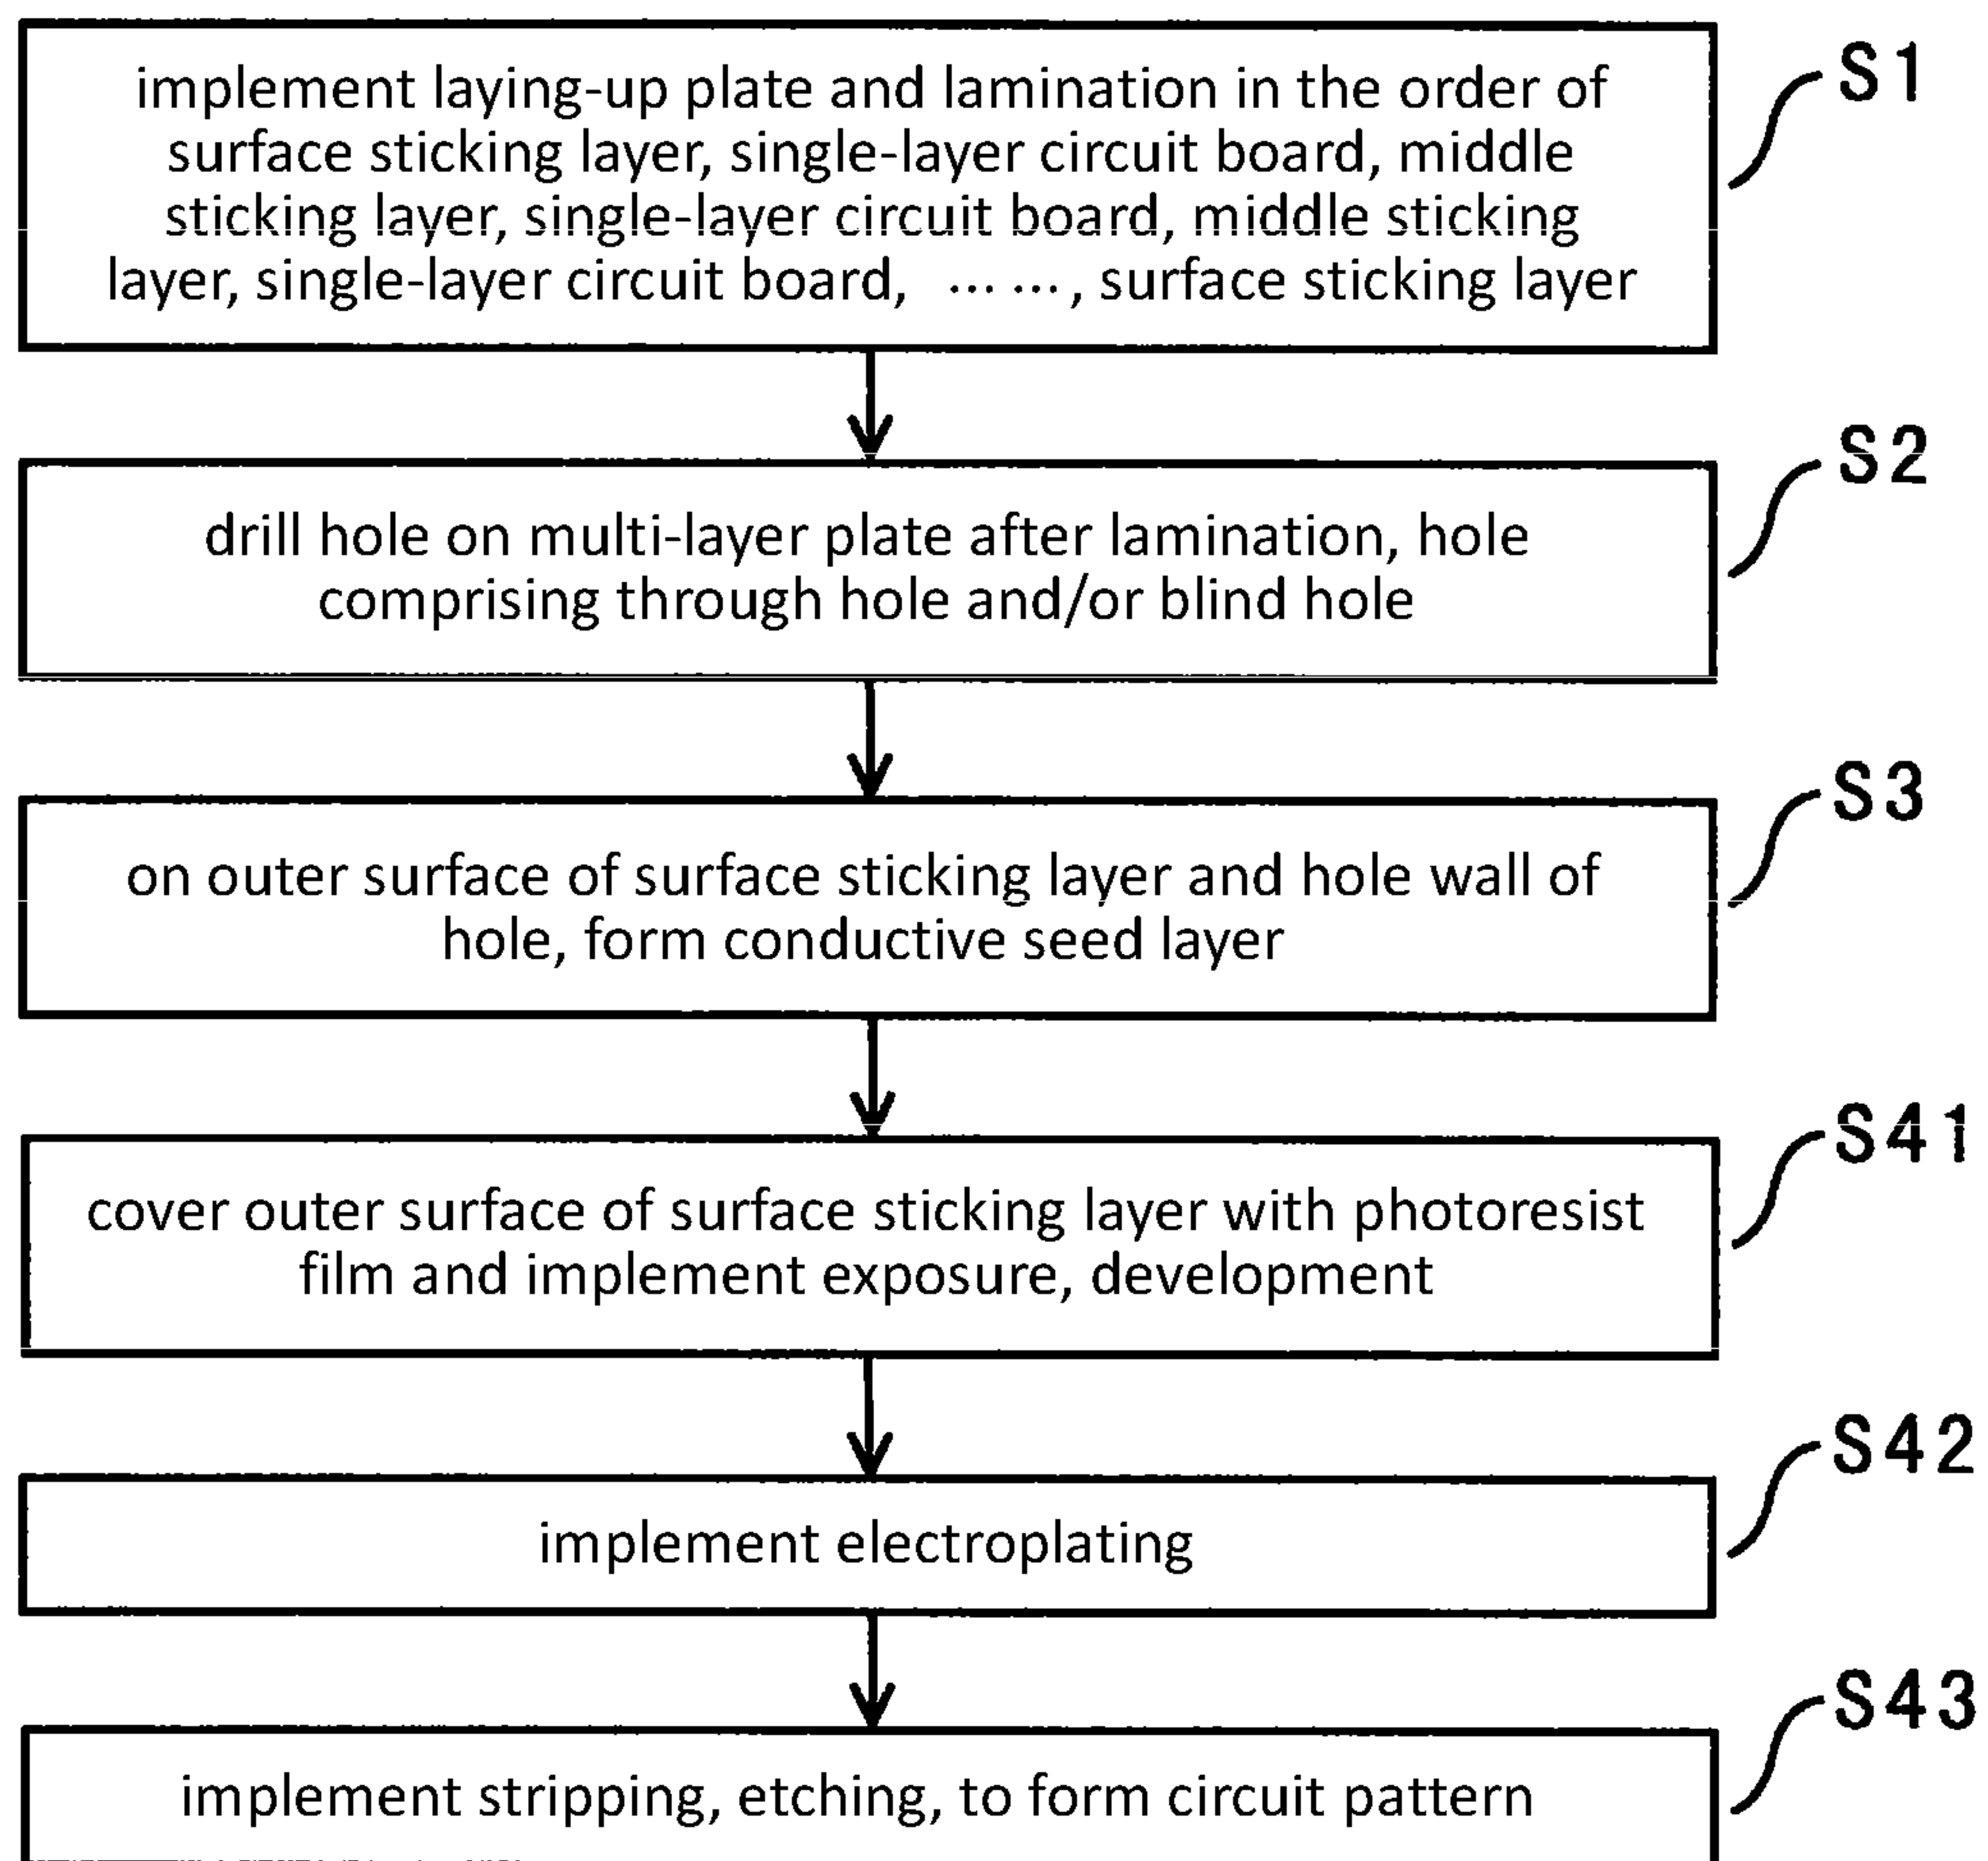 implement laying-up plate and lamination in the order of
surface sticking layer, single-layer circuit board, middle
sticking layer, single-layer circuit board, middle sticking
layer, single-layer circuit board, ... ... , surface sticking layer
S1
drill hole on multi-layer plate after lamination, hole
comprising through hole and/or blind hole
S2
on outer surface of surface sticking layer and hole wall of
hole, form conductive seed layer
S3
cover outer surface of surface sticking layer with photoresist
film and implement exposure, development
S41
implement electroplating
S42
implement stripping, etching, to form circuit pattern
S43